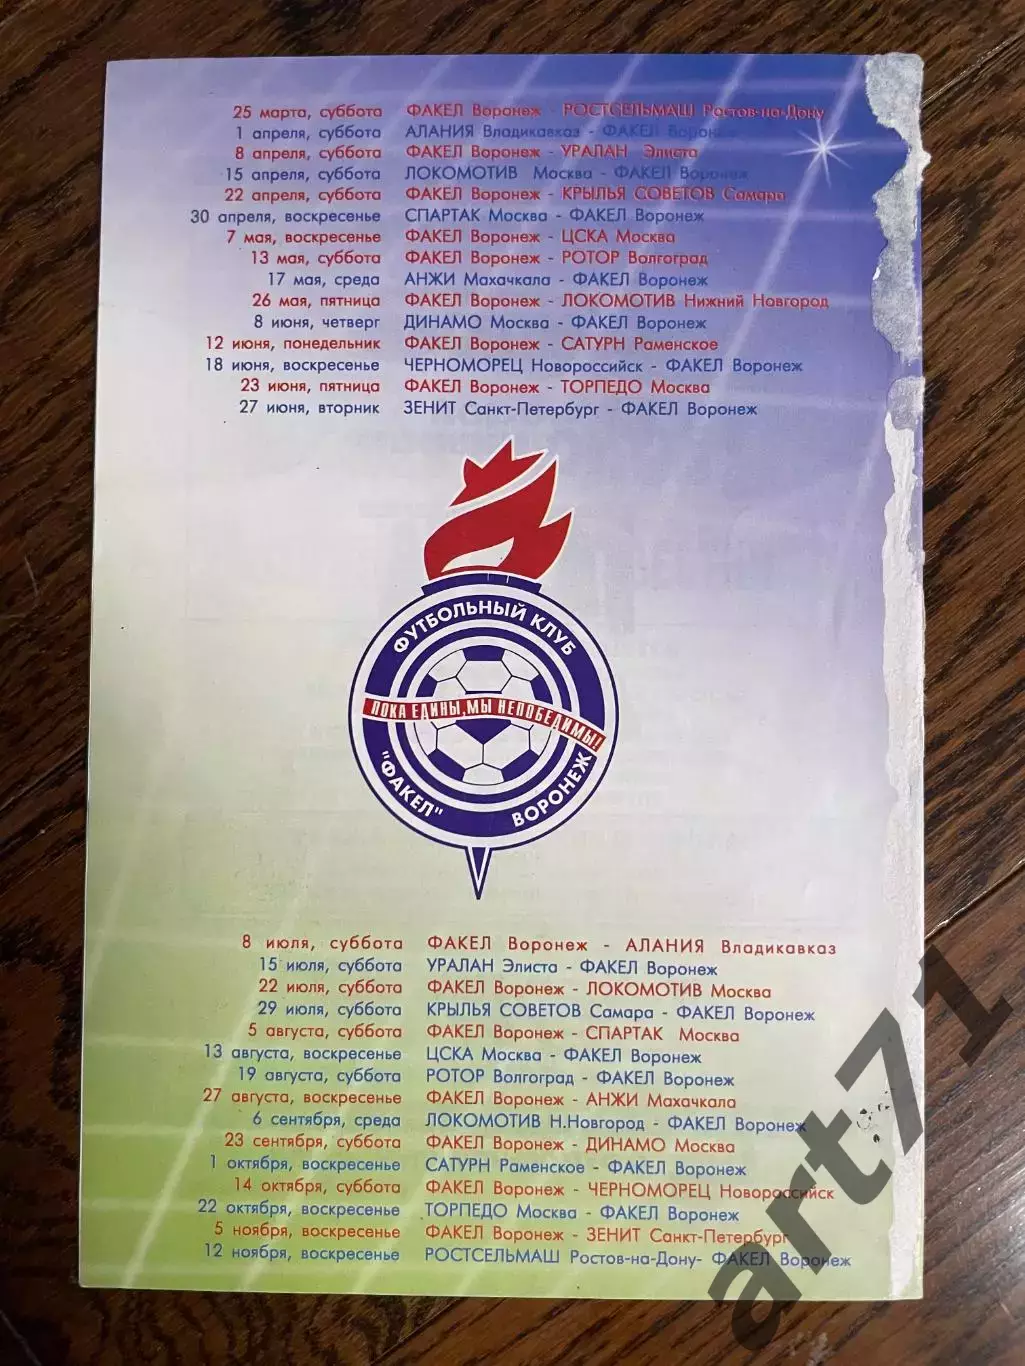 25 марта, суббота ФАКЕЛ Воронеж - РОСТСЕЛЬМАШ Ростов-на-Дону
1 апреля, суббота АЛАНИЯ Владикавказ - ФАКЕЛ Воронеж
8 апреля, суббота ФАКЕЛ Воронеж - УРАЛАН Элиста
15 апреля, суббота ЛОКОМОТИВ Москва - ФАКЕЛ Воронеж
22 апреля, суббота ФАКЕЛ Воронеж - КРЫЛЬЯ СОВЕТОВ Самара
30 апреля, воскресенье СПАРТАК Москва - ФАКЕЛ Воронеж
7 мая, воскресенье ФАКЕЛ Воронеж - ЦСКА Москва
13 мая, суббота ФАКЕЛ Воронеж - РОТОР Волгоград
17 мая, среда АНЖИ Махачкала - ФАКЕЛ Воронеж
26 мая, пятница ФАКЕЛ Воронеж - ЛОКОМОТИВ Нижний Новгород
8 июня, четверг ДИНАМО Москва - ФАКЕЛ Воронеж
12 июня, понедельник ФАКЕЛ Воронеж - САТУРН Раменское
18 июня, воскресенье ЧЕРНОМОРЕЦ Новороссийск - ФАКЕЛ Воронеж
23 июня, пятница ФАКЕЛ Воронеж - ТОРПЕДО Москва
27 июня, вторник ЗЕНИТ Санкт-Петербург - ФАКЕЛ Воронеж
ФУТБОЛЬНЫЙ КЛУБ
ПОКА ЕДИНЫ, МЫ НЕПОБЕДИМЫ!
"ФАКЕЛ" ВОРОНЕЖ
8 июля, суббота ФАКЕЛ Воронеж - АЛАНИЯ Владикавказ
15 июля, суббота УРАЛАН Элиста - ФАКЕЛ Воронеж
22 июля, суббота ФАКЕЛ Воронеж - ЛОКОМОТИВ Москва
29 июля, суббота КРЫЛЬЯ СОВЕТОВ Самара - ФАКЕЛ Воронеж
5 августа, суббота ФАКЕЛ Воронеж - СПАРТАК Москва
13 августа, воскресенье ЦСКА Москва - ФАКЕЛ Воронеж
19 августа, суббота РОТОР Волгоград - ФАКЕЛ Воронеж
27 августа, воскресенье ФАКЕЛ Воронеж - АНЖИ Махачкала
6 сентября, среда ЛОКОМОТИВ Н.Новгород - ФАКЕЛ Воронеж
23 сентября, суббота ФАКЕЛ Воронеж - ДИНАМО Москва
1 октября, воскресенье САТУРН Раменское - ФАКЕЛ Воронеж
14 октября, суббота ФАКЕЛ Воронеж - ЧЕРНОМОРЕЦ Новороссийск
22 октября, воскресенье ТОРПЕДО Москва - ФАКЕЛ Воронеж
5 ноября, воскресенье ФАКЕЛ Воронеж - ЗЕНИТ Санкт-Петербург
12 ноября, воскресенье РОСТСЕЛЬМАШ Ростов-на-Дону- ФАКЕЛ Воронеж
art71